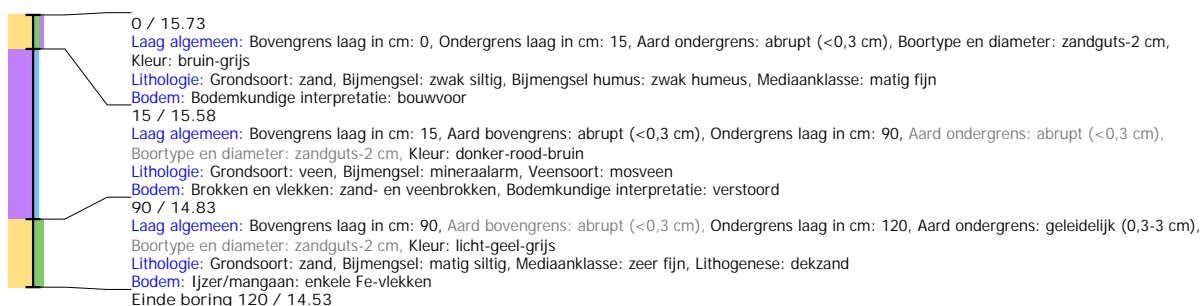 0 / 15.73
Laag algemeen: Bovengrens laag in cm: 0, Ondergrens laag in cm: 15, Aard ondergrens: abrupt (<0,3 cm), Boortype en diameter: zandguts-2 cm,
Kleur: bruin-grijs
Lithologie: Grondsoort: zand, Bijmengsel: zwak siltig, Bijmengsel humus: zwak humeus, Mediaanklasse: matig fijn
Bodem: Bodemkundige interpretatie: bouwvoor
15 / 15.58
Laag algemeen: Bovengrens laag in cm: 15, Aard bovengrens: abrupt (<0,3 cm), Ondergrens laag in cm: 90, Aard ondergrens: abrupt (<0,3 cm),
Boortype en diameter: zandguts-2 cm, Kleur: donker-rood-bruin
Lithologie: Grondsoort: veen, Bijmengsel: mineraalarm, Veensoort: mosveen
Bodem: Brokken en vlekken: zand- en veenbrokken, Bodemkundige interpretatie: verstoord
90 / 14.83
Laag algemeen: Bovengrens laag in cm: 90, Aard bovengrens: abrupt (<0,3 cm), Ondergrens laag in cm: 120, Aard ondergrens: geleidelijk (0,3-3 cm),
Boortype en diameter: zandguts-2 cm, Kleur: licht-geel-grijs
Lithologie: Grondsoort: zand, Bijmengsel: matig siltig, Mediaanklasse: zeer fijn, Lithogenese: dekzand
Bodem: Ijzer/mangaan: enkele Fe-vlekken
Einde boring 120 / 14.53